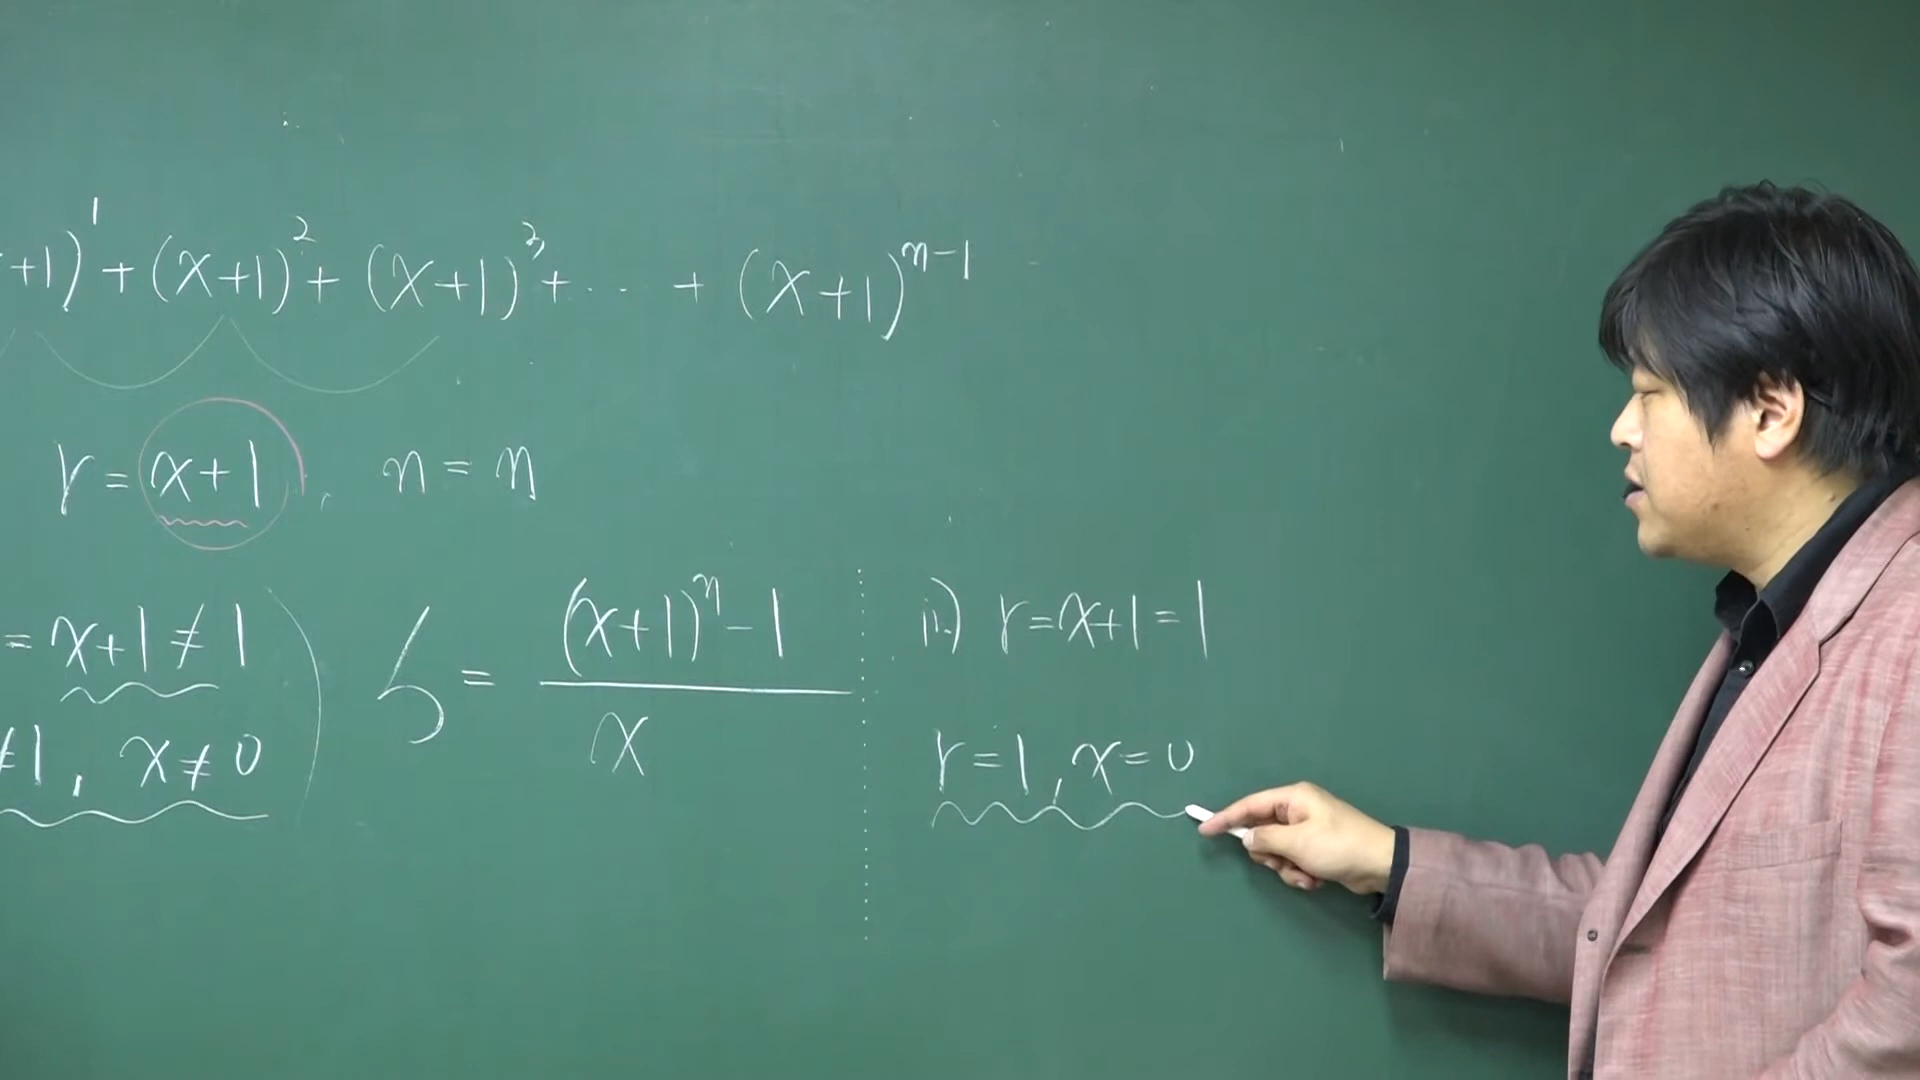 +1)¹ + (x+1)² + (x+1)³ + ··· + (x+1)ⁿ⁻¹
r = x+1, n = n
= x+1 ≠ 1
≠1, x ≠ 0
S = ((x+1)ⁿ - 1) / x
ii) r = x+1 = 1
r = 1, x = 0